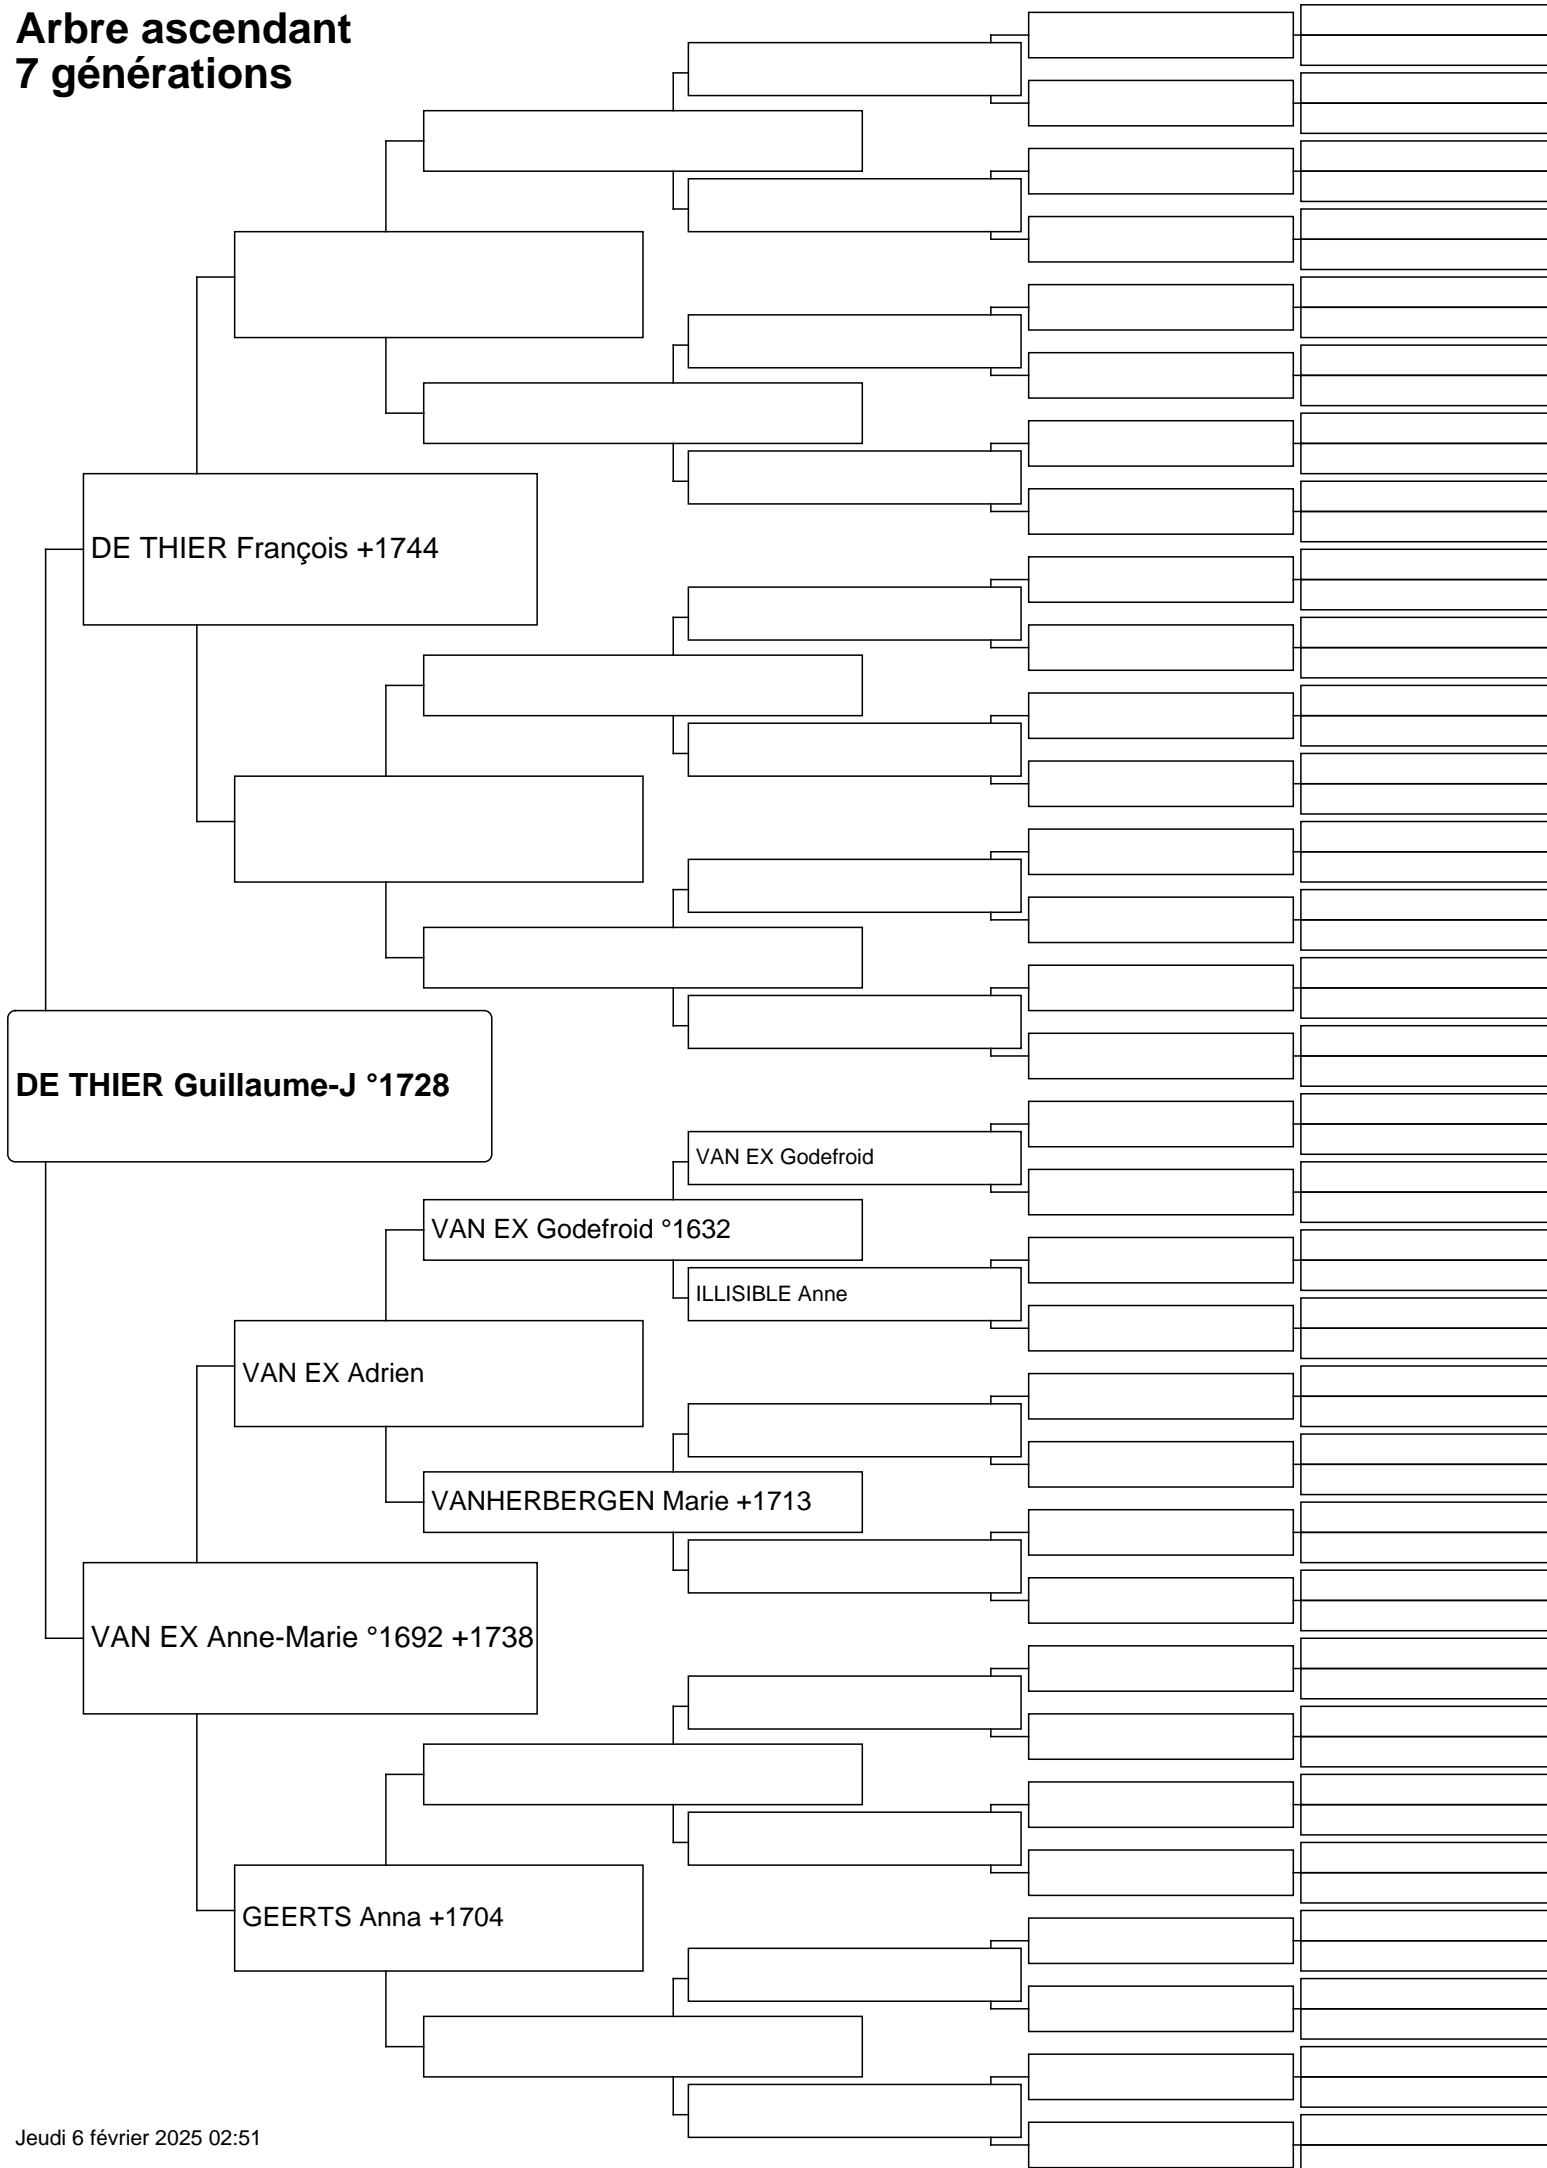 Arbre ascendant
7 générations
DE THIER François +1744
DE THIER Guillaume-J °1728
VAN EX Godefroid
VAN EX Godefroid °1632
ILLISIBLE Anne
VAN EX Adrien
VANHERBERGEN Marie +1713
VAN EX Anne-Marie °1692 +1738
GEERTS Anna +1704
Jeudi 6 février 2025 02:51